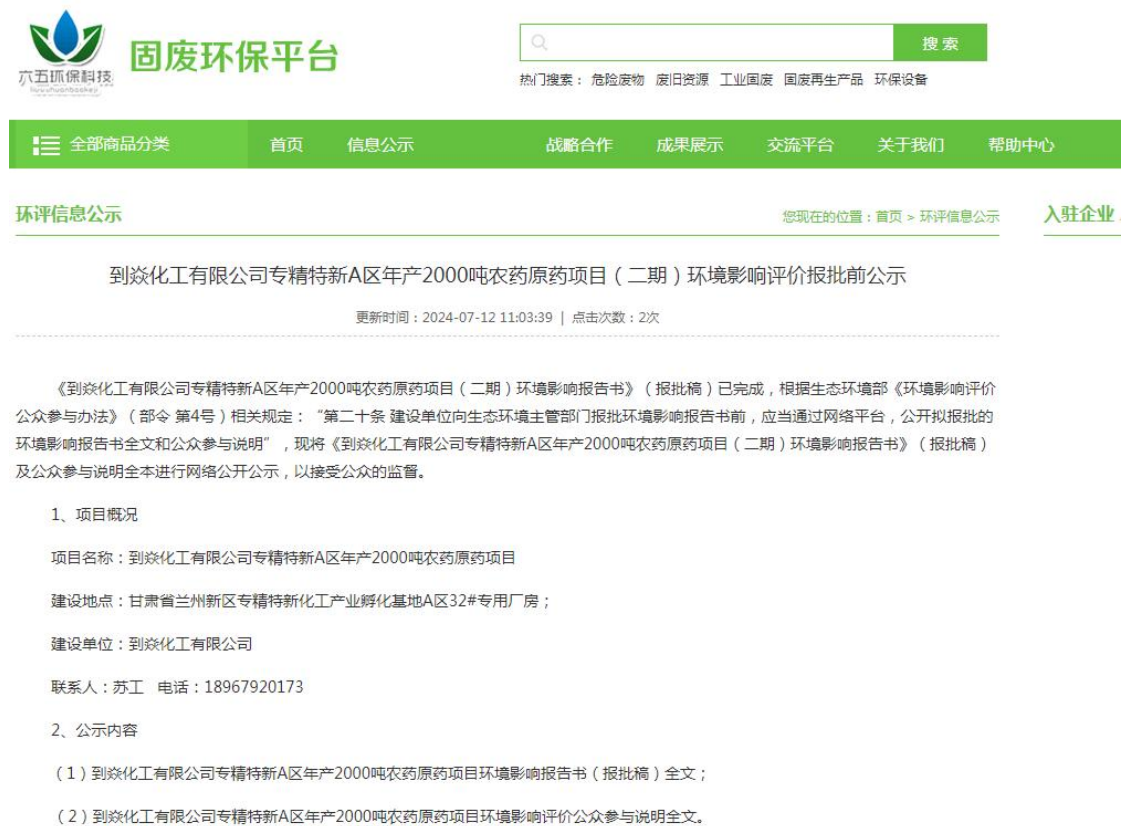 六五环保科技
liuwuhuanbaokeji
固废环保平台
搜索
热门搜索： 危险废物 废旧资源 工业固废 固废再生产品 环保设备
全部商品分类 首页 信息公示 战略合作 成果展示 交流平台 关于我们 帮助中心
环评信息公示
您现在的位置：首页 > 环评信息公示
入驻企业
到焱化工有限公司专精特新A区年产2000吨农药原药项目（二期）环境影响评价报批前公示
更新时间：2024-07-12 11:03:39 | 点击次数：2次
《到焱化工有限公司专精特新A区年产2000吨农药原药项目（二期）环境影响报告书》（报批稿）已完成，根据生态环境部《环境影响评价
公众参与办法》（部令 第4号）相关规定：“第二十条 建设单位向生态环境主管部门报批环境影响报告书前，应当通过网络平台，公开拟报批的
环境影响报告书全文和公众参与说明”，现将《到焱化工有限公司专精特新A区年产2000吨农药原药项目（二期）环境影响报告书》（报批稿）
及公众参与说明全本进行网络公开公示，以接受公众的监督。
1、项目概况
项目名称：到焱化工有限公司专精特新A区年产2000吨农药原药项目
建设地点：甘肃省兰州新区专精特新化工产业孵化基地A区32#专用厂房；
建设单位：到焱化工有限公司
联系人：苏工 电话：18967920173
2、公示内容
（1）到焱化工有限公司专精特新A区年产2000吨农药原药项目环境影响报告书（报批稿）全文；
（2）到焱化工有限公司专精特新A区年产2000吨农药原药项目环境影响评价公众参与说明全文。